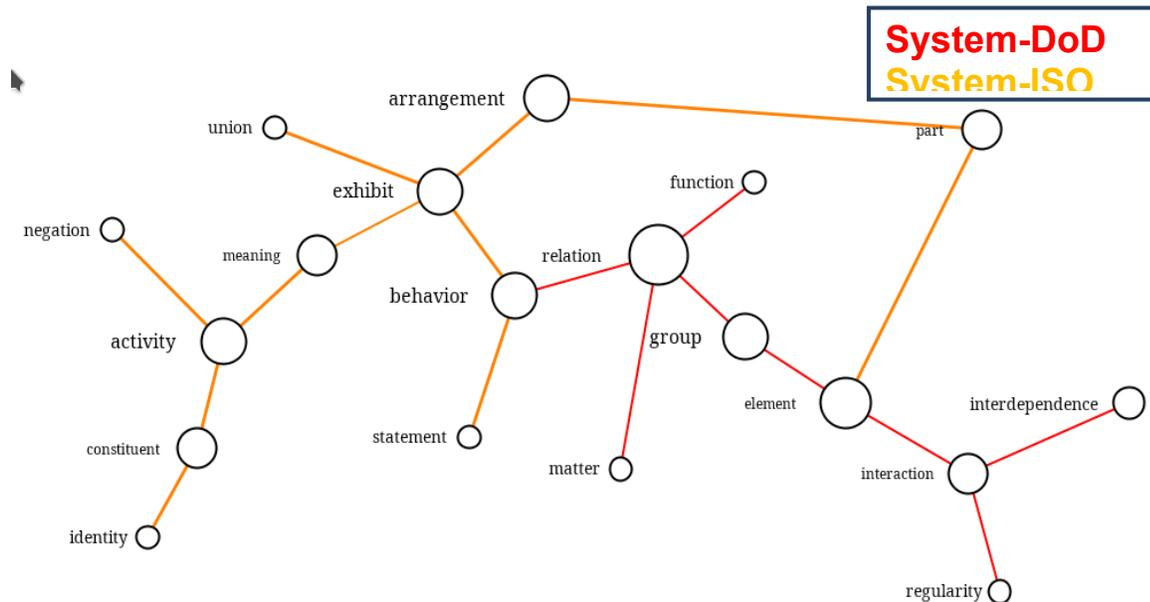 System-DoD
System-ISO
arrangement
union
part
function
exhibit
negation
meaning
relation
behavior
activity
group
element
interdependence
statement
constituent
matter
interaction
identity
regularity